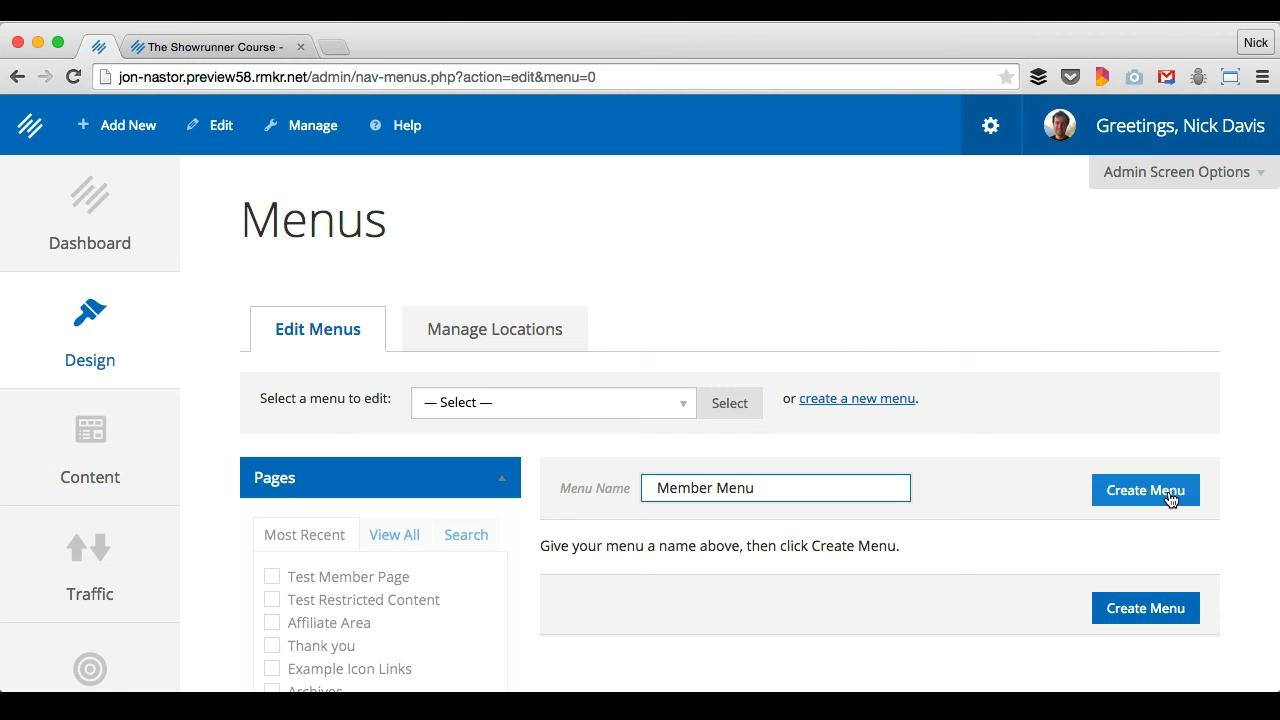 The Showrunner Course -
Nick
jon-nastor.preview58.rmkr.net/admin/nav-menus.php?action=edit&menu=0
Add New
Edit
Manage
Help
Greetings, Nick Davis
Admin Screen Options
Dashboard
Design
Content
Traffic
Menus
Edit Menus
Manage Locations
Select a menu to edit:
— Select —
Select
or create a new menu.
Pages
Most Recent
View All
Search
Test Member Page
Test Restricted Content
Affiliate Area
Thank you
Example Icon Links
Archives
Menu Name
Member Menu
Create Menu
Give your menu a name above, then click Create Menu.
Create Menu